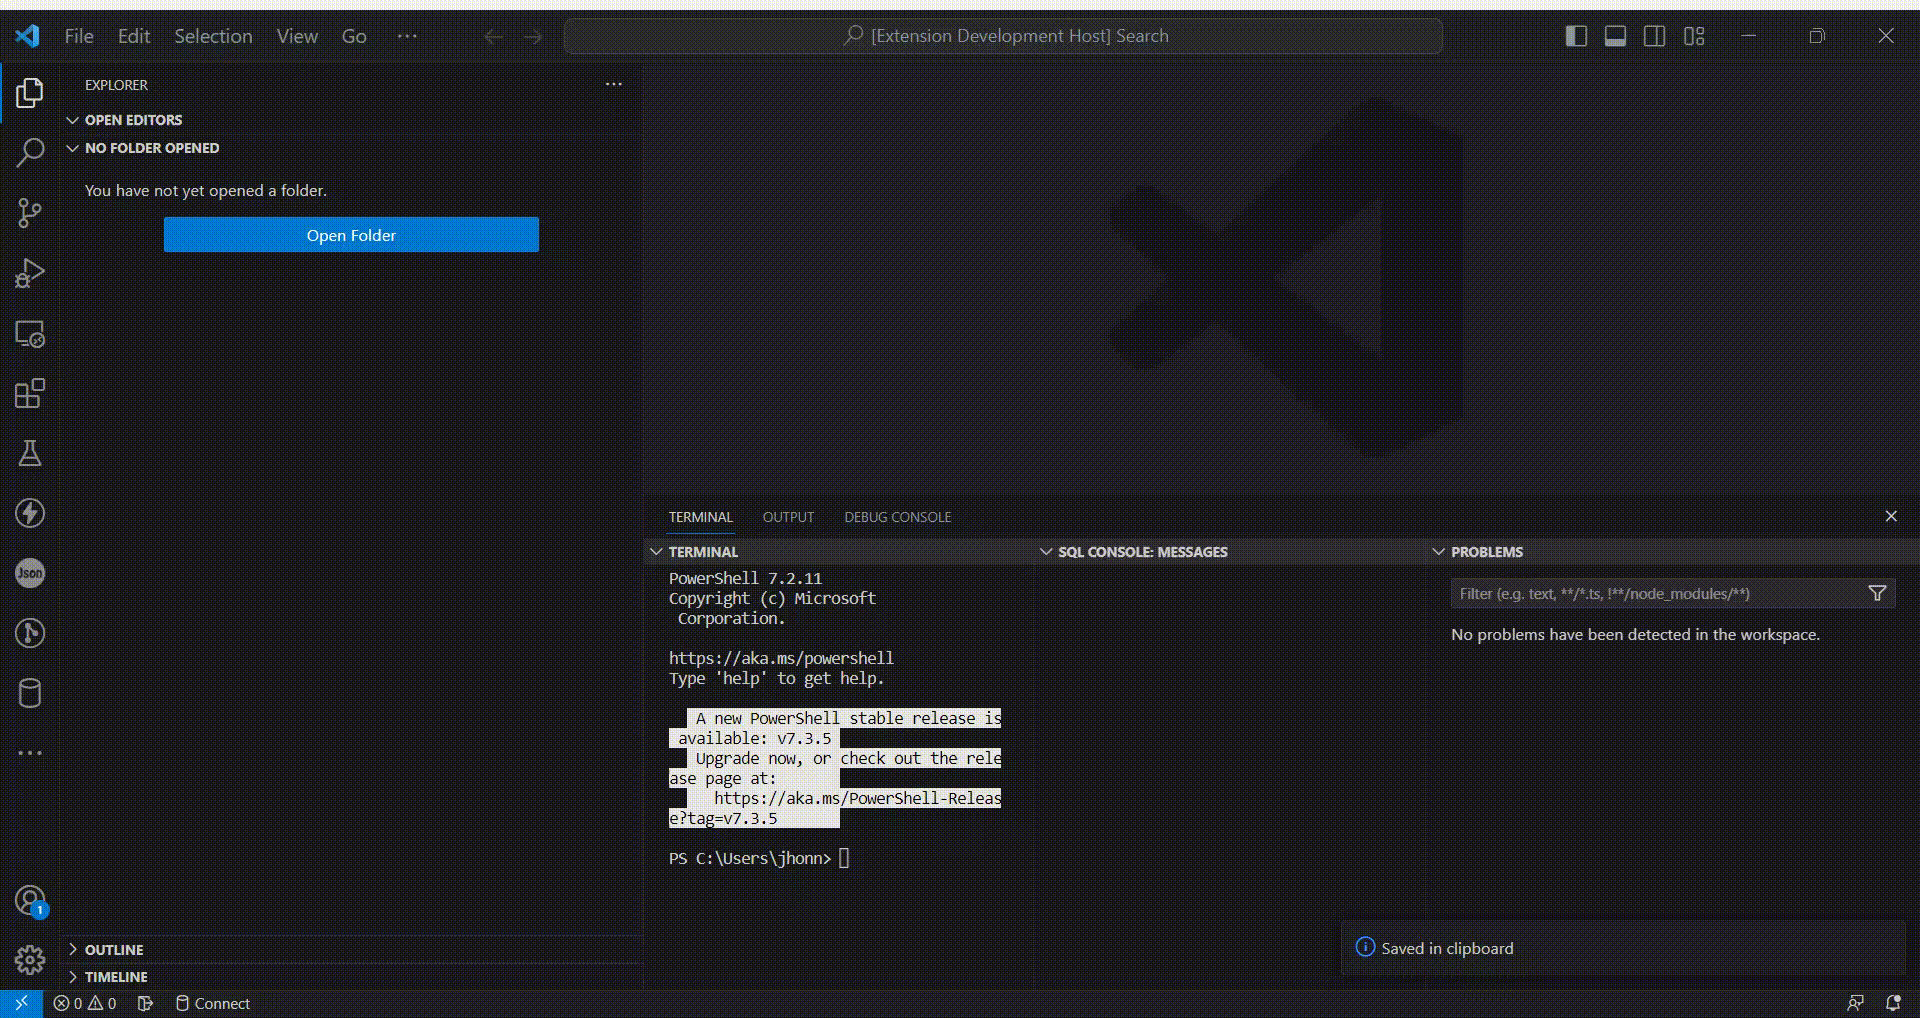 File Edit Selection View Go ···
[Extension Development Host] Search
EXPLORER
OPEN EDITORS
NO FOLDER OPENED
You have not yet opened a folder.
Open Folder
Json
1
OUTLINE
TIMELINE
TERMINAL OUTPUT DEBUG CONSOLE
TERMINAL
PowerShell 7.2.11
Copyright (c) Microsoft
Corporation.
https://aka.ms/powershell
Type 'help' to get help.
A new PowerShell stable release is
available: v7.3.5
Upgrade now, or check out the rele
ase page at:
https://aka.ms/PowerShell-Releas
e?tag=v7.3.5
PS C:\Users\jhonn>
SQL CONSOLE: MESSAGES
PROBLEMS
Filter (e.g. text, **/*.ts, !**/node_modules/**)
No problems have been detected in the workspace.
Saved in clipboard
0 0 Connect